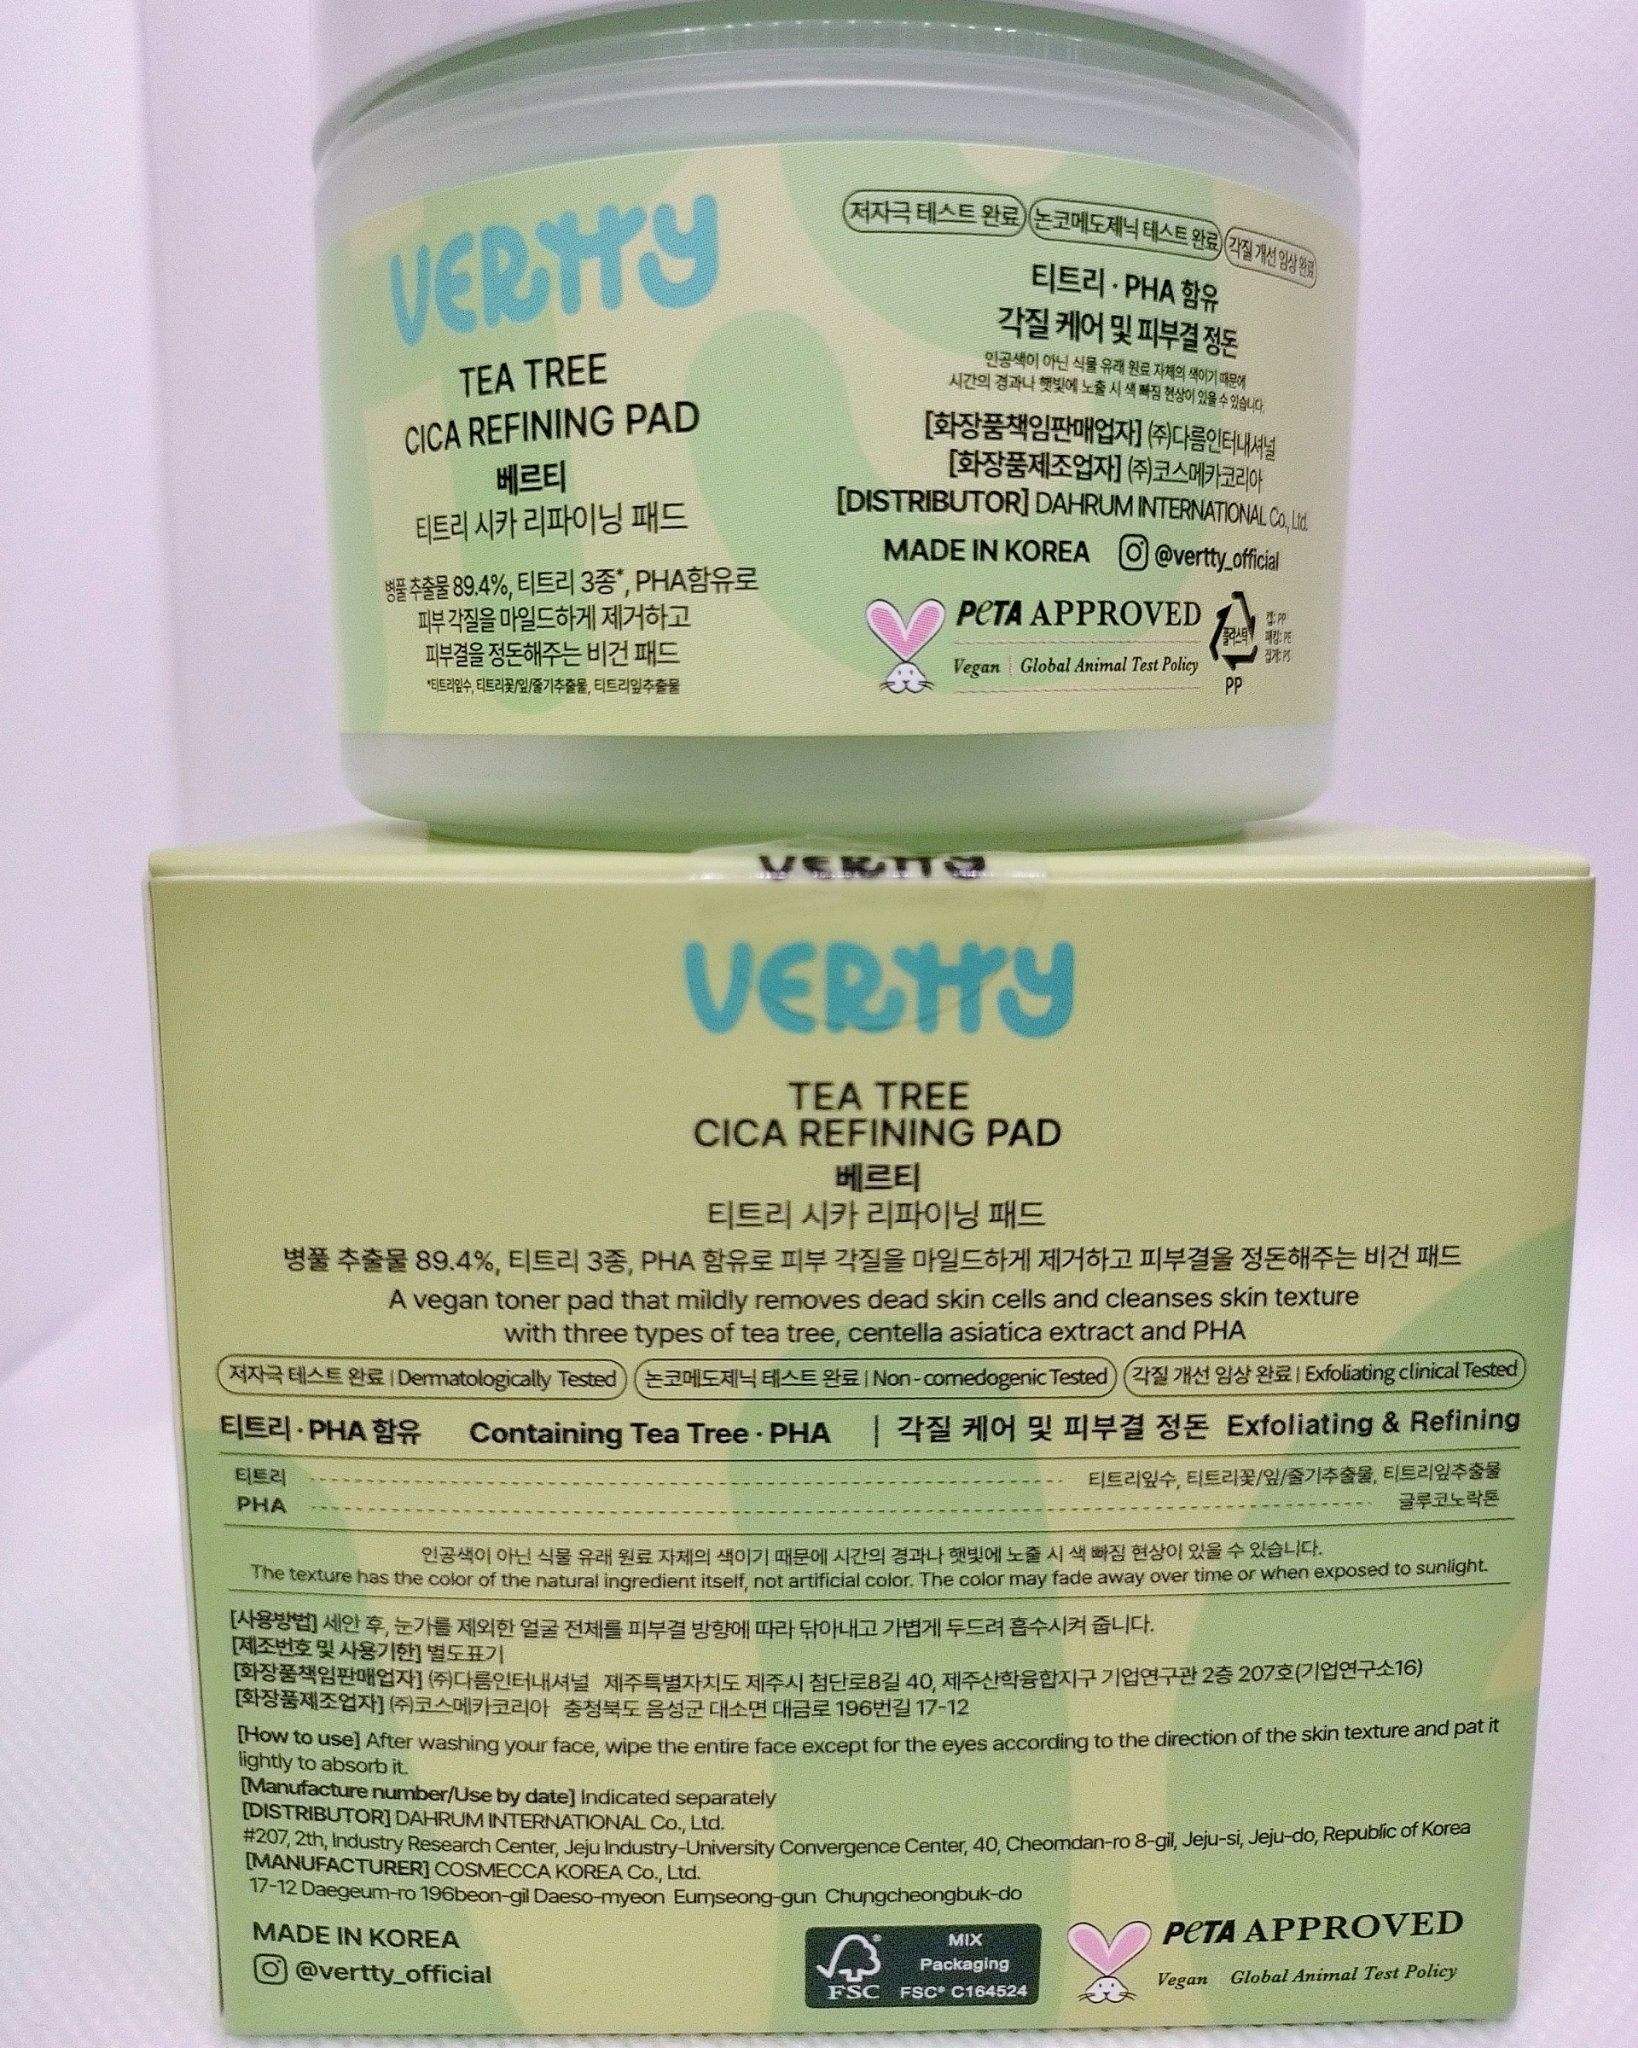 VERTTY
TEA TREE
CICA REFINING PAD
베르티
티트리 시카 리파이닝 패드
병풀 추출물 89.4%, 티트리 3종*, PHA함유로
피부 각질을 마일드하게 제거하고
피부결을 정돈해주는 비건 패드
*티트리잎수, 티트리꽃/잎/줄기추출물, 티트리잎추출물
저자극 테스트 완료 논코메도제닉 테스트 완료 각질 개선 임상 완료
티트리 · PHA 함유
각질 케어 및 피부결 정돈
인공색이 아닌 식물 유래 원료 자체의 색이기 때문에
시간의 경과나 햇빛에 노출 시 색 빠짐 현상이 있을 수 있습니다.
[화장품책임판매업자] (주)다름인터내셔널
[화장품제조업자] (주)코스메카코리아
[DISTRIBUTOR] DAHRUM INTERNATIONAL Co., Ltd.
MADE IN KOREA @vertty_official
PETA APPROVED
Vegan | Global Animal Test Policy
플라스틱
PP
캡: PP
패킹: PE
집게: PS
VERTTY
VERTTY
TEA TREE
CICA REFINING PAD
베르티
티트리 시카 리파이닝 패드
병풀 추출물 89.4%, 티트리 3종, PHA 함유로 피부 각질을 마일드하게 제거하고 피부결을 정돈해주는 비건 패드
A vegan toner pad that mildly removes dead skin cells and cleanses skin texture
with three types of tea tree, centella asiatica extract and PHA
저자극 테스트 완료 | Dermatologically Tested 논코메도제닉 테스트 완료 | Non-comedogenic Tested 각질 개선 임상 완료 | Exfoliating clinical Tested
티트리 · PHA 함유 Containing Tea Tree · PHA | 각질 케어 및 피부결 정돈 Exfoliating & Refining
티트리 티트리잎수, 티트리꽃/잎/줄기추출물, 티트리잎추출물
PHA 글루코노락톤
인공색이 아닌 식물 유래 원료 자체의 색이기 때문에 시간의 경과나 햇빛에 노출 시 색 빠짐 현상이 있을 수 있습니다.
The texture has the color of the natural ingredient itself, not artificial color. The color may fade away over time or when exposed to sunlight.
[사용방법] 세안 후, 눈가를 제외한 얼굴 전체를 피부결 방향에 따라 닦아내고 가볍게 두드려 흡수시켜 줍니다.
[제조번호 및 사용기한] 별도표기
[화장품책임판매업자] (주)다름인터내셔널 제주특별자치도 제주시 첨단로8길 40, 제주산학융합지구 기업연구관 2층 207호(기업연구소16)
[화장품제조업자] (주)코스메카코리아 충청북도 음성군 대소면 대금로 196번길 17-12
[How to use] After washing your face, wipe the entire face except for the eyes according to the direction of the skin texture and pat it
lightly to absorb it.
[Manufacture number/Use by date] Indicated separately
[DISTRIBUTOR] DAHRUM INTERNATIONAL Co., Ltd.
#207, 2th, Industry Research Center, Jeju Industry-University Convergence Center, 40, Cheomdan-ro 8-gil, Jeju-si, Jeju-do, Republic of Korea
[MANUFACTURER] COSMECCA KOREA Co., Ltd.
17-12 Daegeum-ro 196beon-gil Daeso-myeon Eumseong-gun Chungcheongbuk-do
MADE IN KOREA
@vertty_official
FSC
MIX
Packaging
FSC® C164524
PETA APPROVED
Vegan | Global Animal Test Policy